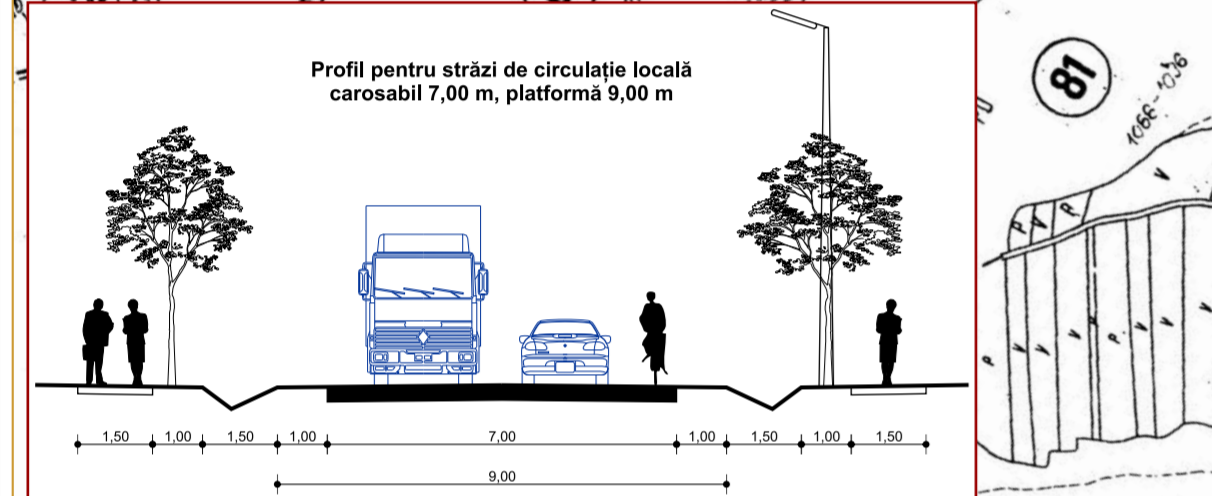 Profil pentru străzi de circulație locală
carosabil 7,00 m, platformă 9,00 m
1,50 1,00 1,50 1,00 7,00 1,00 1,50 1,00 1,50
9,00
81
V
P V P
P V V V P P. V V V